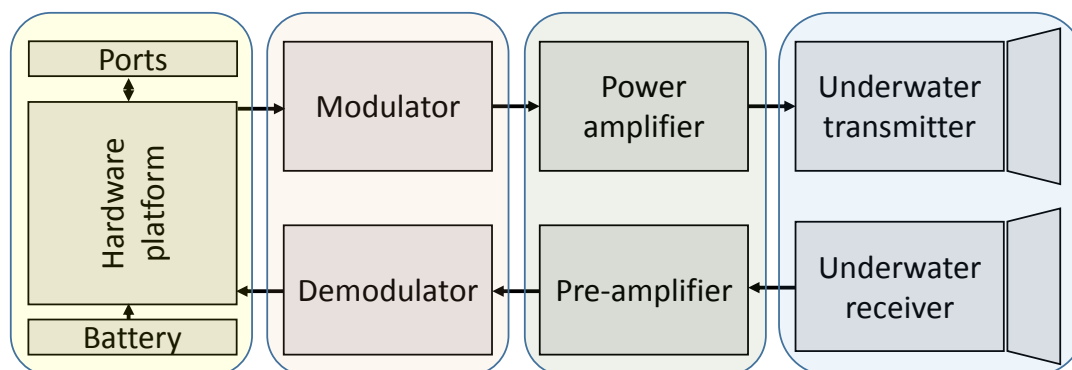 Ports
Hardware
platform
Battery
Modulator
Demodulator
Power
amplifier
Pre-amplifier
Underwater
transmitter
Underwater
receiver